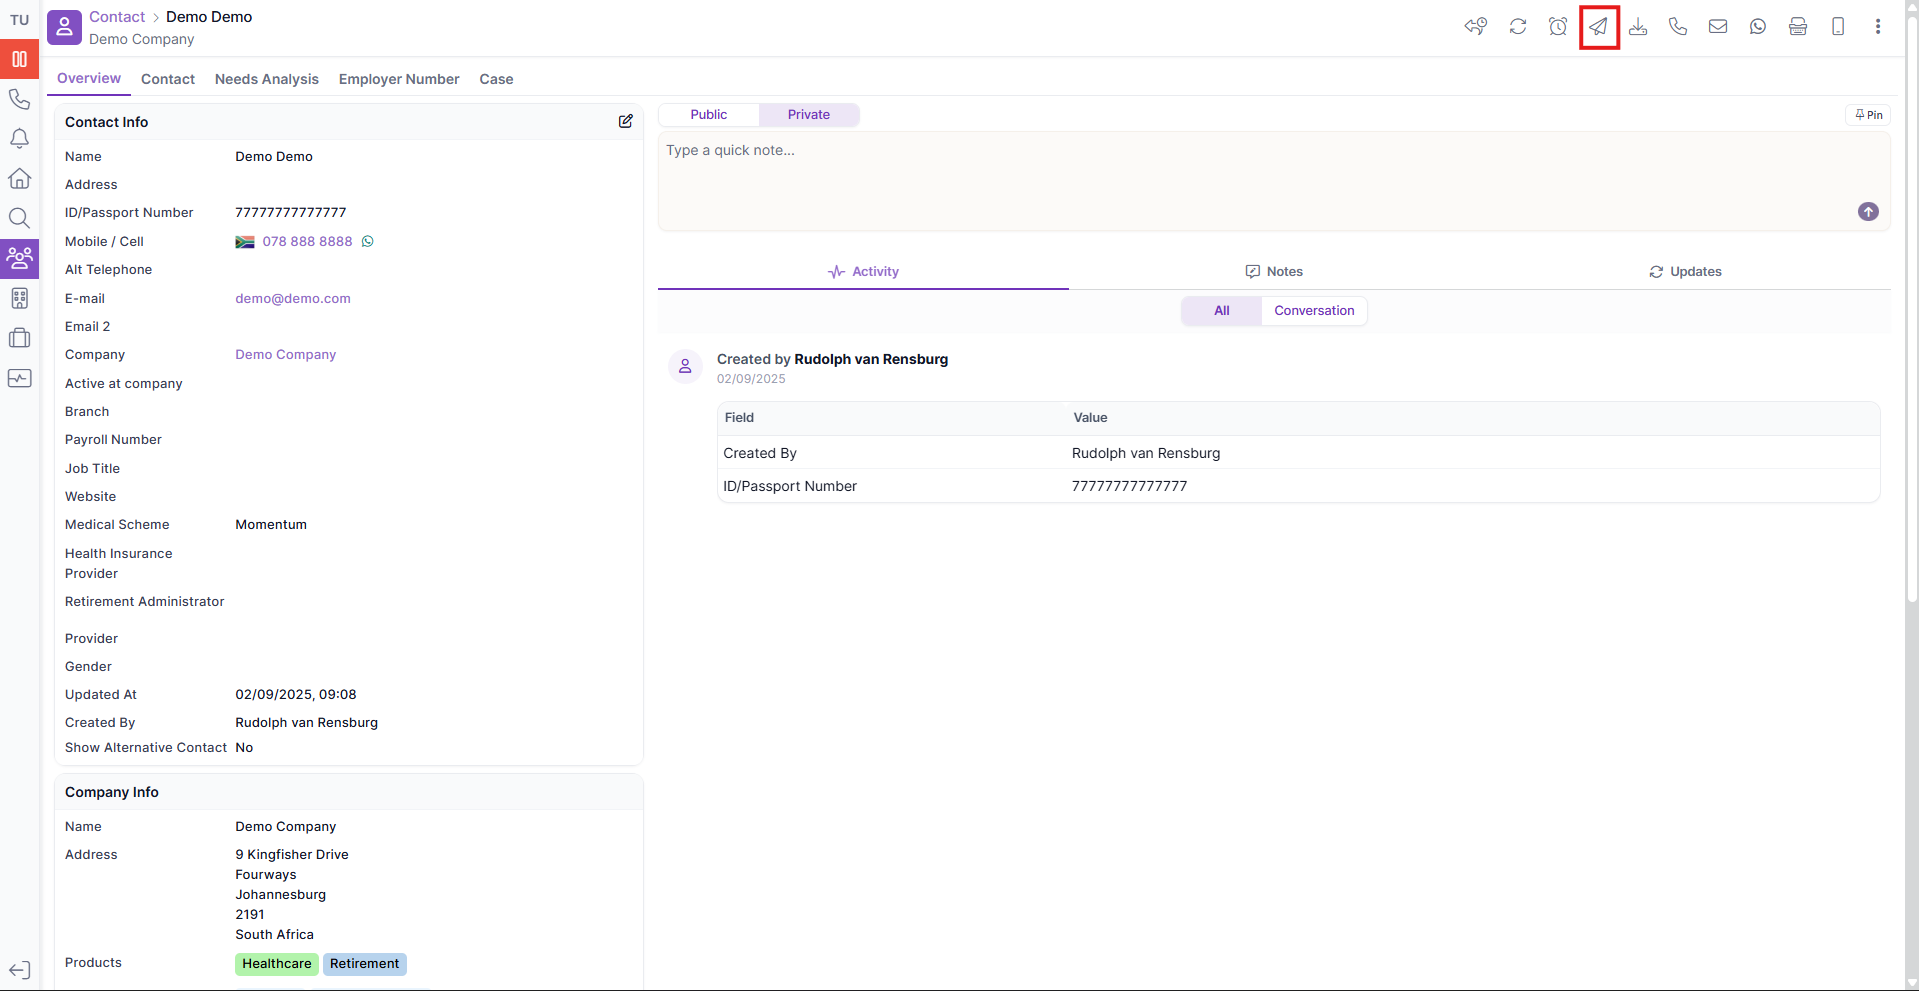 TU
Contact > Demo Demo
Demo Company
Overview Contact Needs Analysis Employer Number Case
Contact Info
Name Demo Demo
Address
ID/Passport Number 77777777777777
Mobile / Cell 078 888 8888
Alt Telephone
E-mail demo@demo.com
Email 2
Company Demo Company
Active at company
Branch
Payroll Number
Job Title
Website
Medical Scheme Momentum
Health Insurance
Provider
Retirement Administrator
Provider
Gender
Updated At 02/09/2025, 09:08
Created By Rudolph van Rensburg
Show Alternative Contact No
Company Info
Name Demo Company
Address 9 Kingfisher Drive
Fourways
Johannesburg
2191
South Africa
Products Healthcare Retirement
Public Private
Pin
Type a quick note...
Activity Notes Updates
All Conversation
Created by Rudolph van Rensburg
02/09/2025
Field Value
Created By Rudolph van Rensburg
ID/Passport Number 77777777777777